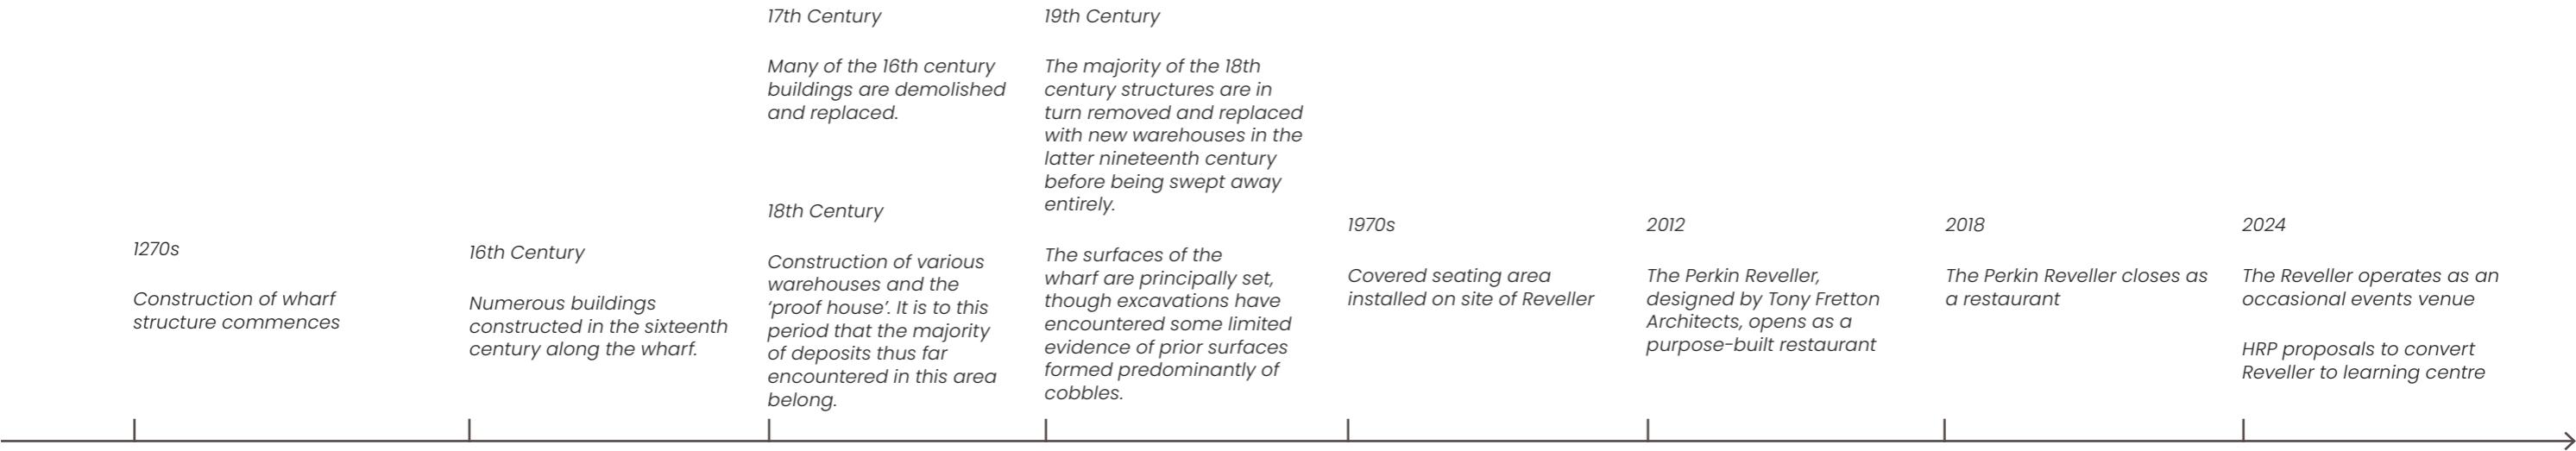 1270s
Construction of wharf
structure commences
16th Century
Numerous buildings
constructed in the sixteenth
century along the wharf.
17th Century
Many of the 16th century
buildings are demolished
and replaced.
18th Century
Construction of various
warehouses and the
‘proof house’. It is to this
period that the majority
of deposits thus far
encountered in this area
belong.
19th Century
The majority of the 18th
century structures are in
turn removed and replaced
with new warehouses in the
latter nineteenth century
before being swept away
entirely.
The surfaces of the
wharf are principally set,
though excavations have
encountered some limited
evidence of prior surfaces
formed predominantly of
cobbles.
1970s
Covered seating area
installed on site of Reveller
2012
The Perkin Reveller,
designed by Tony Fretton
Architects, opens as a
purpose-built restaurant
2018
The Perkin Reveller closes as
a restaurant
2024
The Reveller operates as an
occasional events venue
HRP proposals to convert
Reveller to learning centre